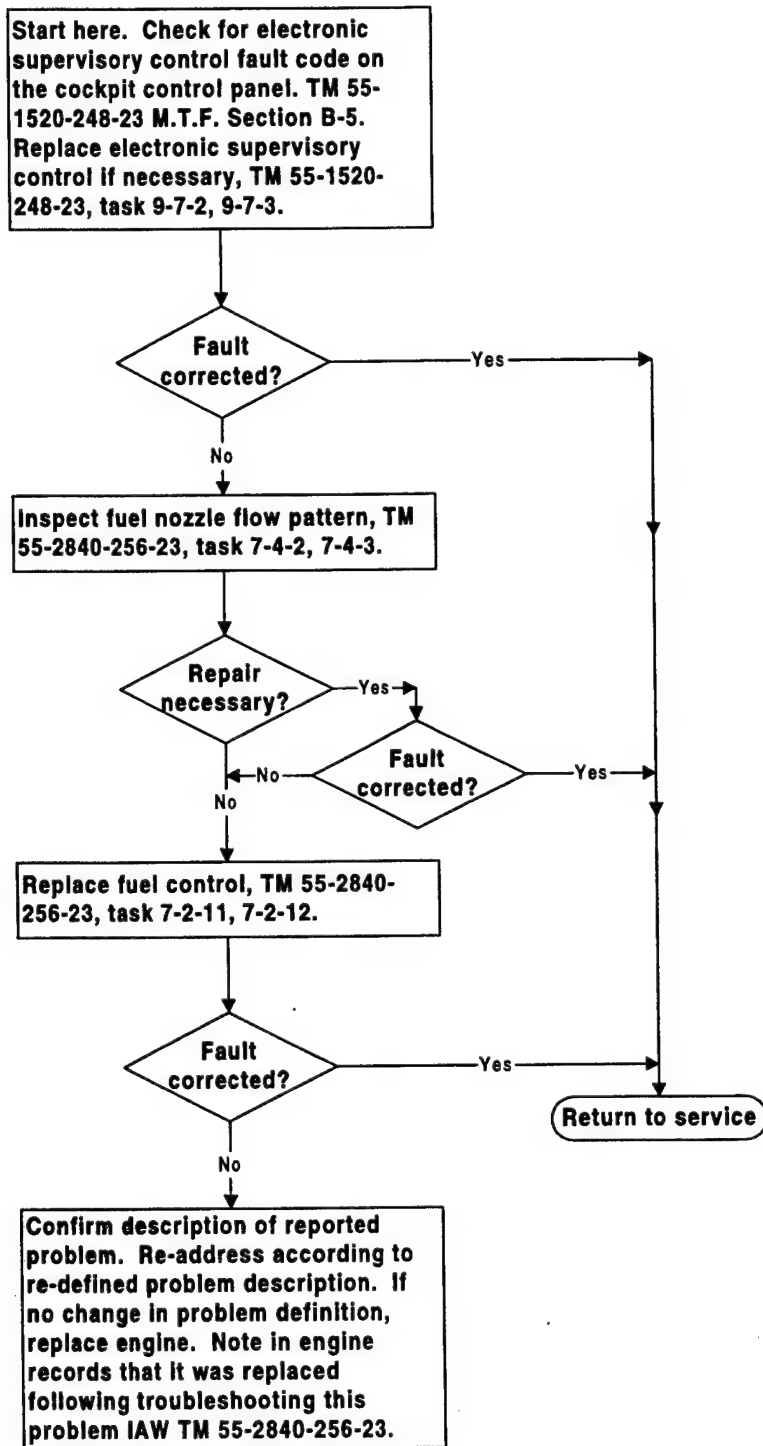 Start here. Check for electronic
supervisory control fault code on
the cockpit control panel. TM 55-
1520-248-23 M.T.F. Section B-5.
Replace electronic supervisory
control if necessary, TM 55-1520-
248-23, task 9-7-2, 9-7-3.
Fault
corrected?
Yes
No
Inspect fuel nozzle flow pattern, TM
55-2840-256-23, task 7-4-2, 7-4-3.
Repair
necessary?
Yes
Fault
corrected?
No
Yes
No
Replace fuel control, TM 55-2840-
256-23, task 7-2-11, 7-2-12.
Fault
corrected?
Yes
Return to service
No
Confirm description of reported
problem. Re-address according to
re-defined problem description. If
no change in problem definition,
replace engine. Note in engine
records that it was replaced
following troubleshooting this
problem IAW TM 55-2840-256-23.